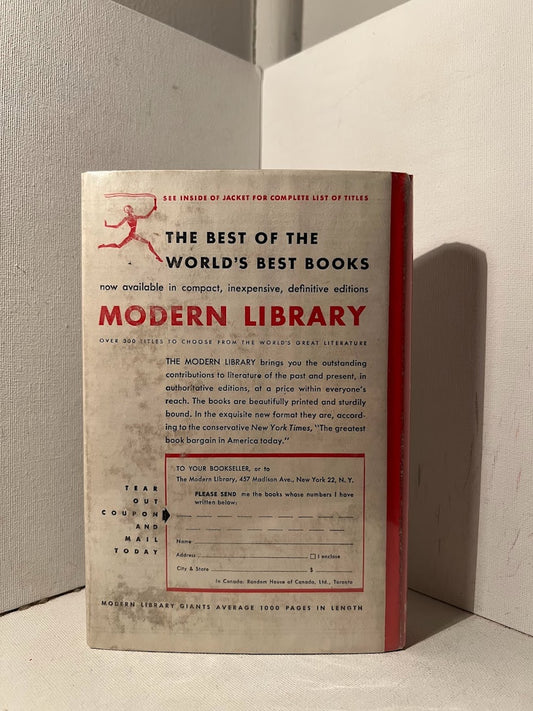 SEE INSIDE OF JACKET FOR COMPLETE LIST OF TITLES
THE BEST OF THE
WORLD'S BEST BOOKS
now available in compact, inexpensive, definitive editions
MODERN LIBRARY
OVER 300 TITLES TO CHOOSE FROM THE WORLD'S GREAT LITERATURE
THE MODERN LIBRARY brings you the outstanding
contributions to literature of the past and present, in
authoritative editions, at a price within everyone's
reach. The books are beautifully printed and sturdily
bound. In the exquisite new format they are, accord-
ing to the conservative New York Times, "The greatest
book bargain in America today."
TEAR
OUT
COUPON
AND
MAIL
TODAY
TO YOUR BOOKSELLER, or to
The Modern Library, 457 Madison Ave., New York 22, N. Y.
PLEASE SEND me the books whose numbers I have
written below:
Name
Address I enclose
City & State $
In Canada: Random House of Canada, Ltd., Toronto
MODERN LIBRARY GIANTS AVERAGE 1000 PAGES IN LENGTH